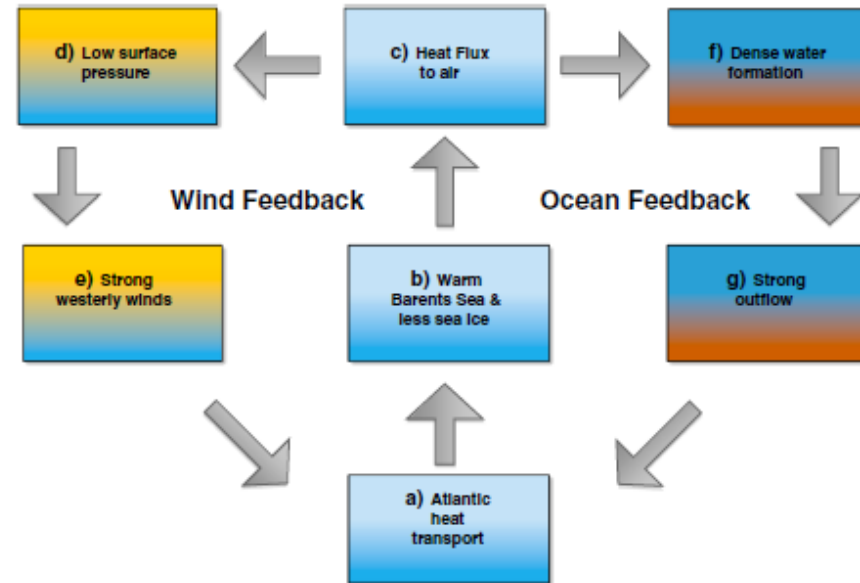 d) Low surface
pressure
c) Heat Flux
to air
f) Dense water
formation
Wind Feedback
Ocean Feedback
e) Strong
westerly winds
b) Warm
Barents Sea &
less sea ice
g) Strong
outflow
a) Atlantic
heat
transport